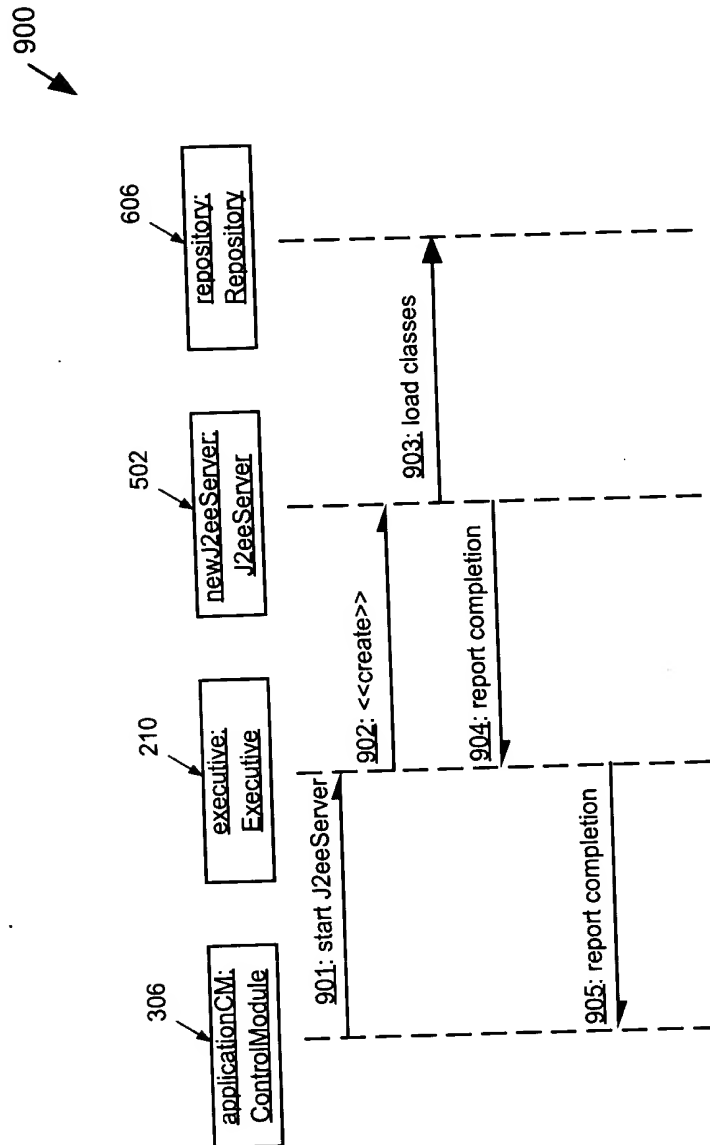 900
306
applicationCM:
ControlModule
210
executive:
Executive
502
newJ2eeServer:
J2eeServer
606
repository:
Repository
901: start J2eeServer
902: <<create>>
903: load classes
904: report completion
905: report completion